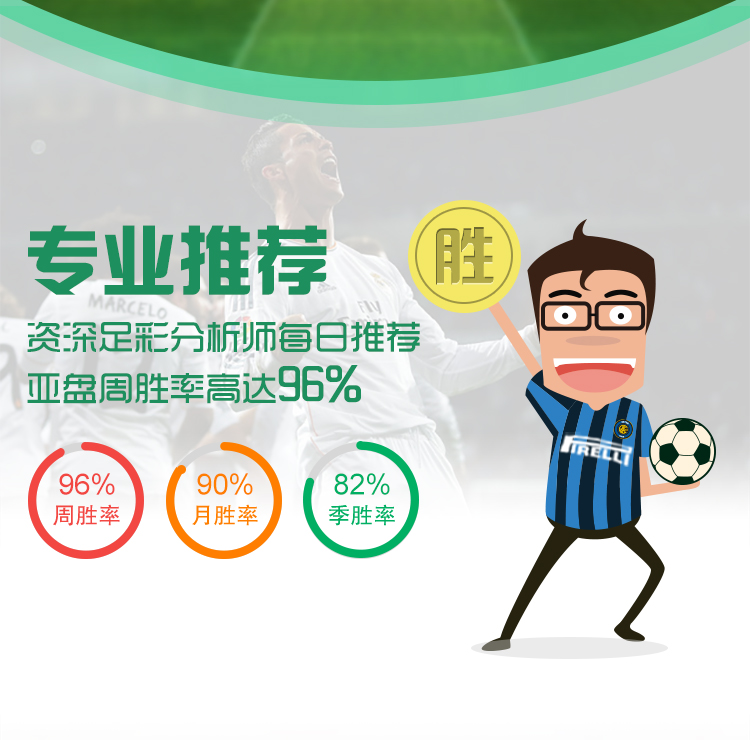 胜
专业推荐
MARCELO
Fly
资深足彩分析师每日推荐
亚盘周胜率高达96%
PIRELLI
96%
周胜率
90%
月胜率
82%
季胜率